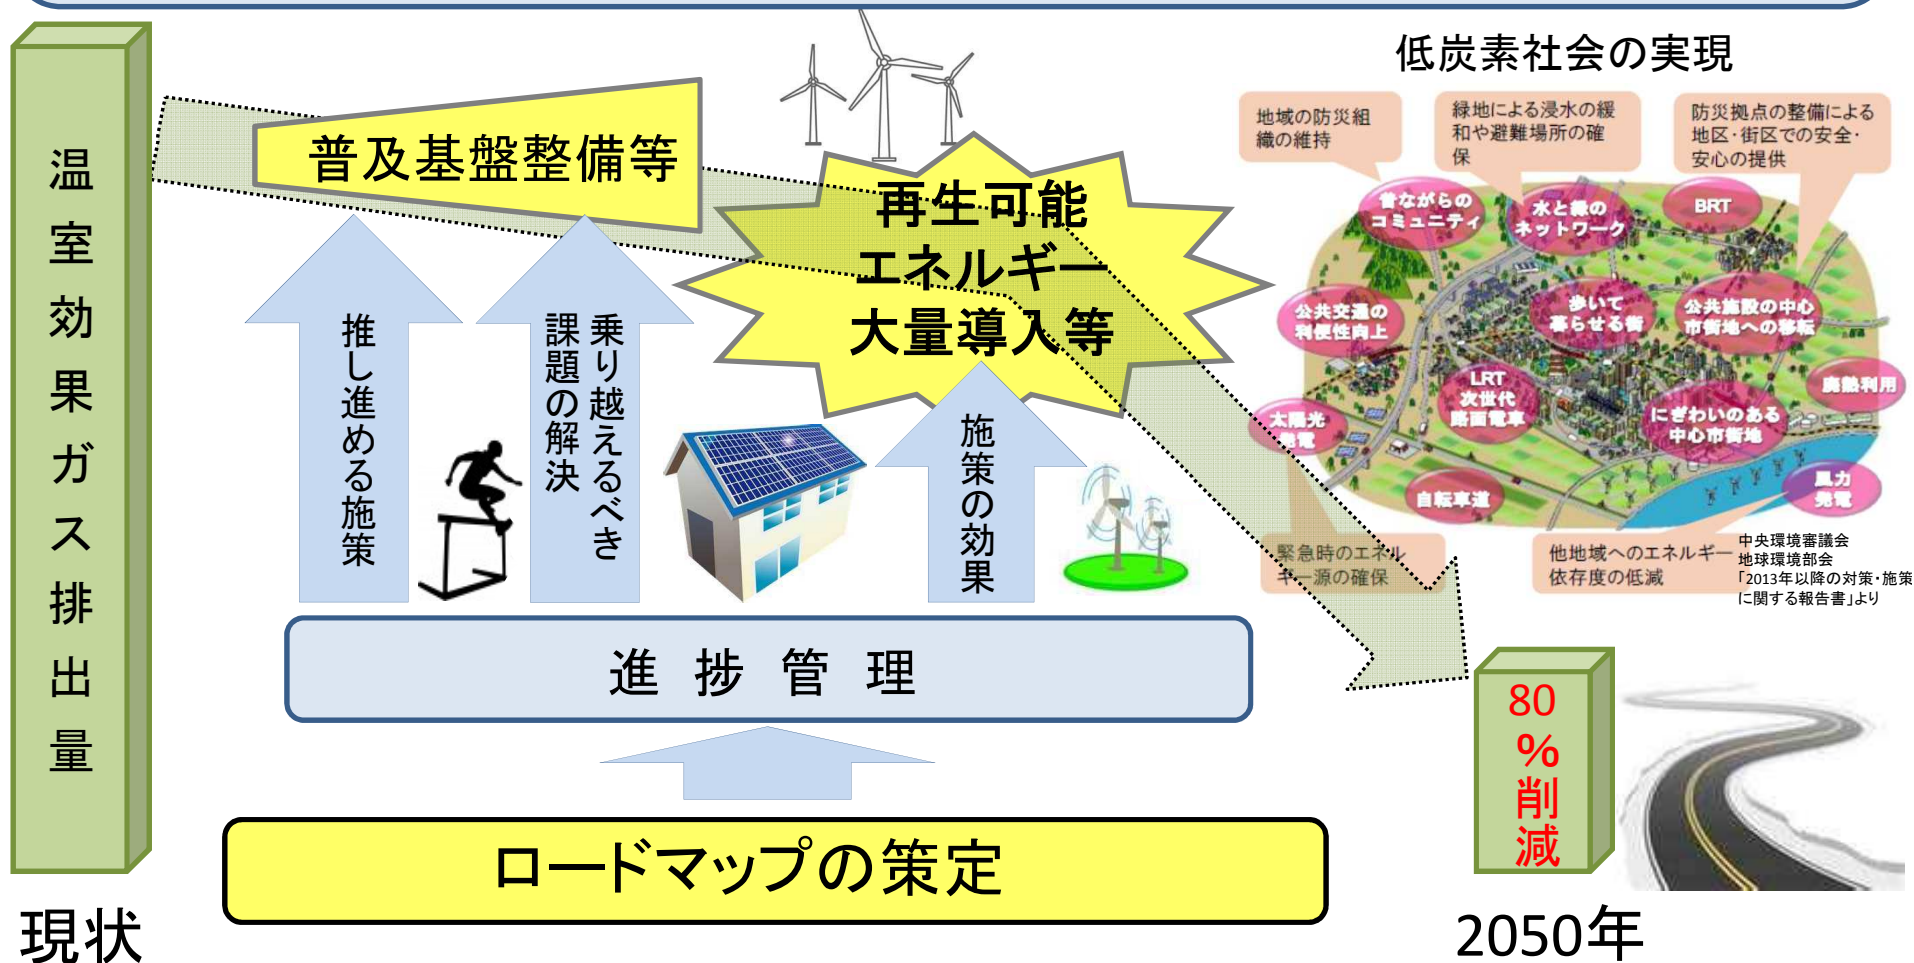 低炭素社会の実現
温室効果ガス排出量
普及基盤整備等
再生可能
エネルギー
大量導入等
推し進める施策
乗り越えるべき
課題の解決
施策の効果
進捗管理
ロードマップの策定
地域の防災組
織の維持
緑地による浸水の緩
和や避難場所の確
保
防災拠点の整備による
地区・街区での安全・
安心の提供
昔ながらの
コミュニティ
水と緑の
ネットワーク
BRT
公共交通の
利便性向上
歩いて
暮らせる街
公共施設の中心
市街地への移転
LRT
次世代
路面電車
廃熱利用
太陽光
発電
にぎわいのある
中心市街地
自転車道
風力
発電
緊急時のエネル
ギー源の確保
他地域へのエネルギー
依存度の低減
中央環境審議会
地球環境部会
「2013年以降の対策・施策
に関する報告書」より
80
%
削
減
現状
2050年